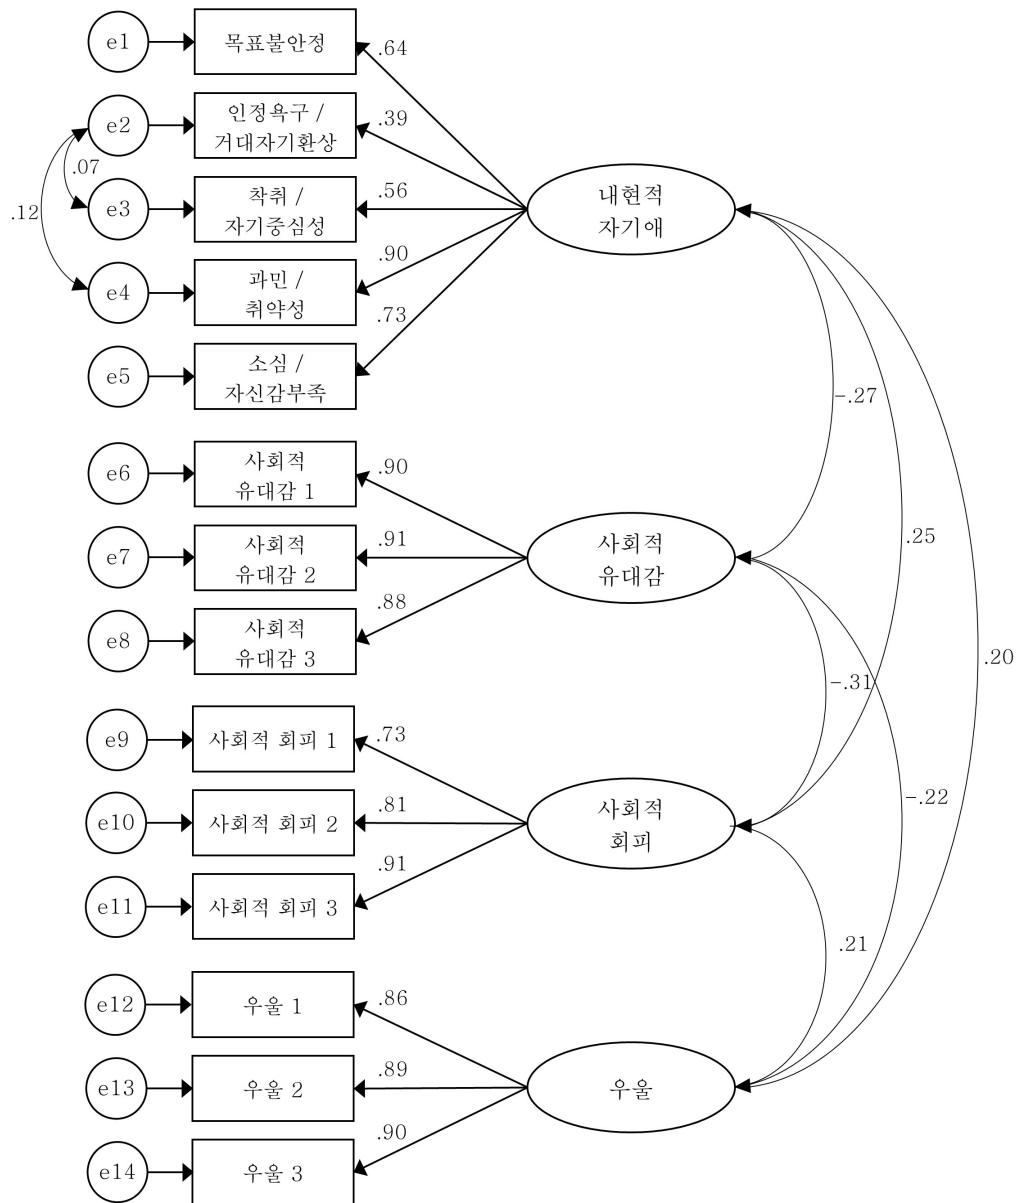 e1
목표불안정
.64
e2
인정욕구 /
거대자기환상
.39
.07
e3
착취 /
자기중심성
.56
.12
e4
과민 /
취약성
.90
e5
소심 /
자신감부족
.73
내현적
자기애
-.27
e6
사회적
유대감 1
.90
e7
사회적
유대감 2
.91
e8
사회적
유대감 3
.88
사회적
유대감
.25
.20
-.31
e9
사회적 회피 1
.73
e10
사회적 회피 2
.81
e11
사회적 회피 3
.91
사회적
회피
-.22
.21
e12
우울 1
.86
e13
우울 2
.89
e14
우울 3
.90
우울